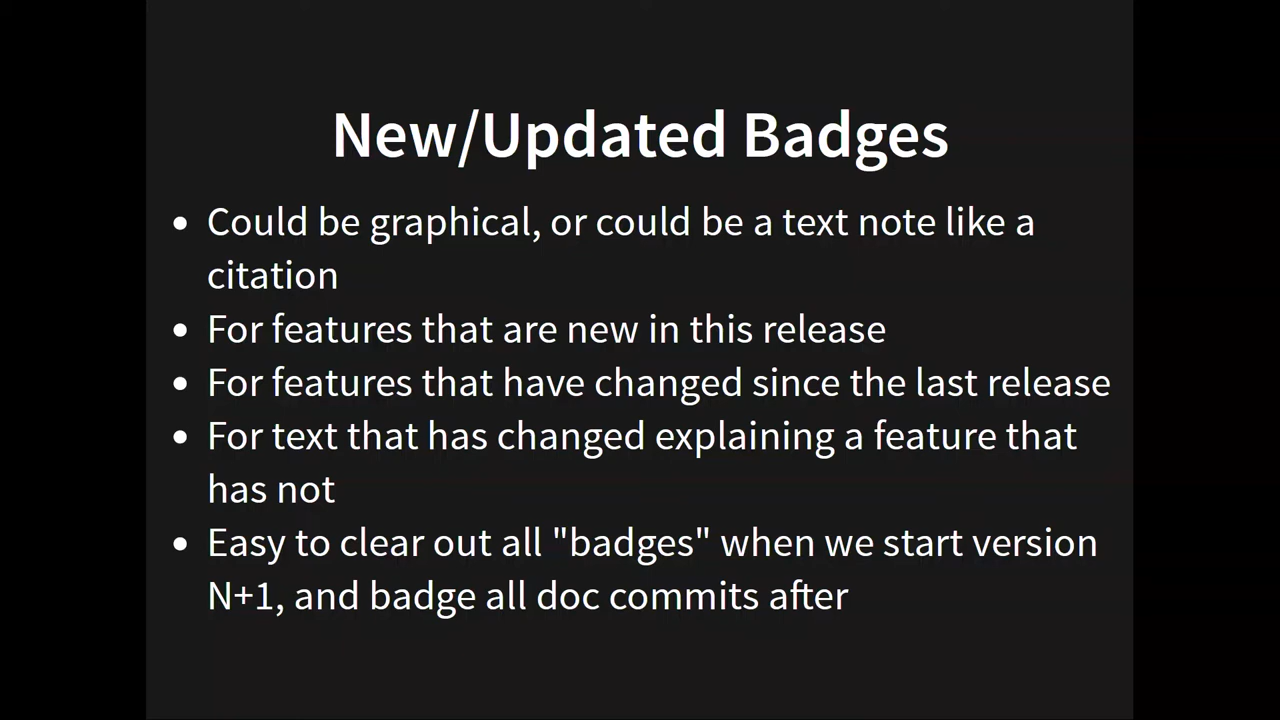 New/Updated Badges
• Could be graphical, or could be a text note like a
citation
• For features that are new in this release
• For features that have changed since the last release
• For text that has changed explaining a feature that
has not
• Easy to clear out all "badges" when we start version
N+1, and badge all doc commits after